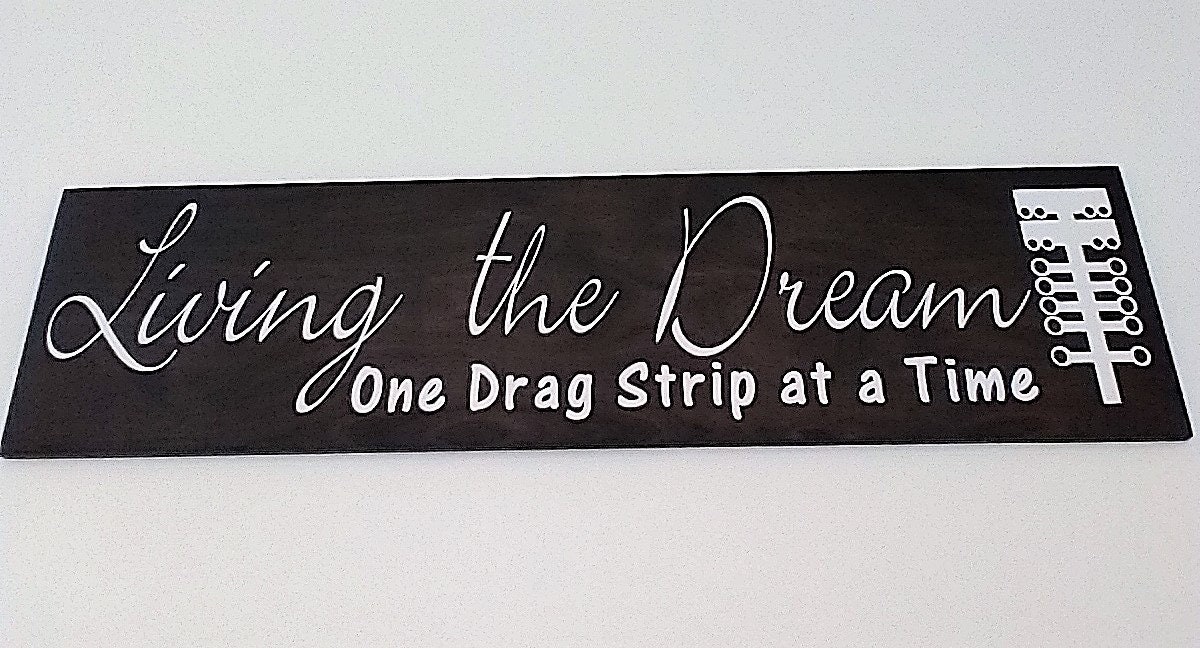 Living the Dream
One Drag Strip at a Time